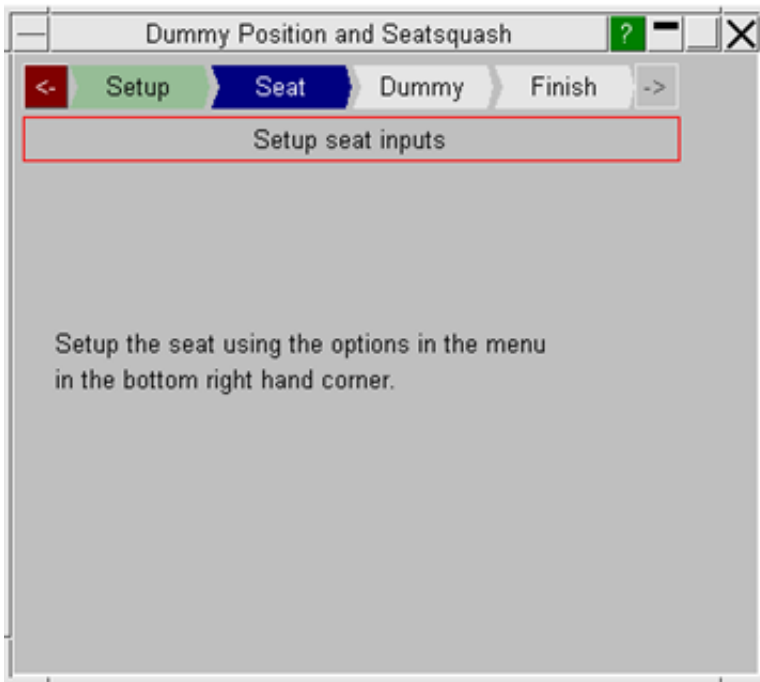 Dummy Position and Seatsquash ?
<- Setup Seat Dummy Finish ->
Setup seat inputs
Setup the seat using the options in the menu
in the bottom right hand corner.